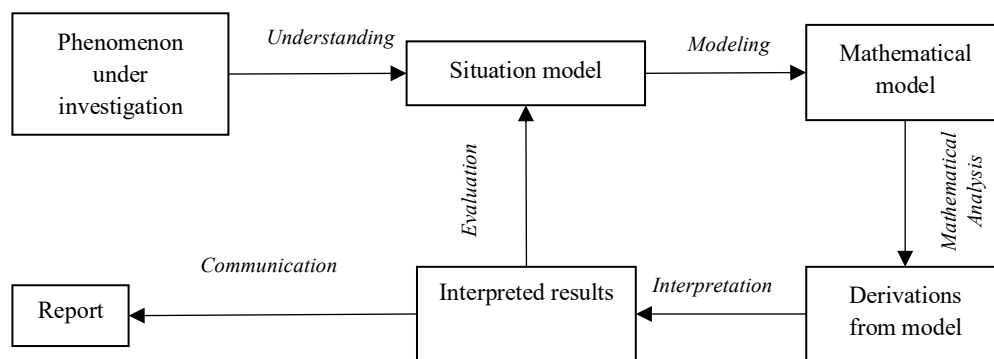 Phenomenon
under
investigation
Understanding
Situation model
Modeling
Mathematical
model
Evaluation
Mathematical
Analysis
Communication
Report
Interpreted results
Interpretation
Derivations
from model